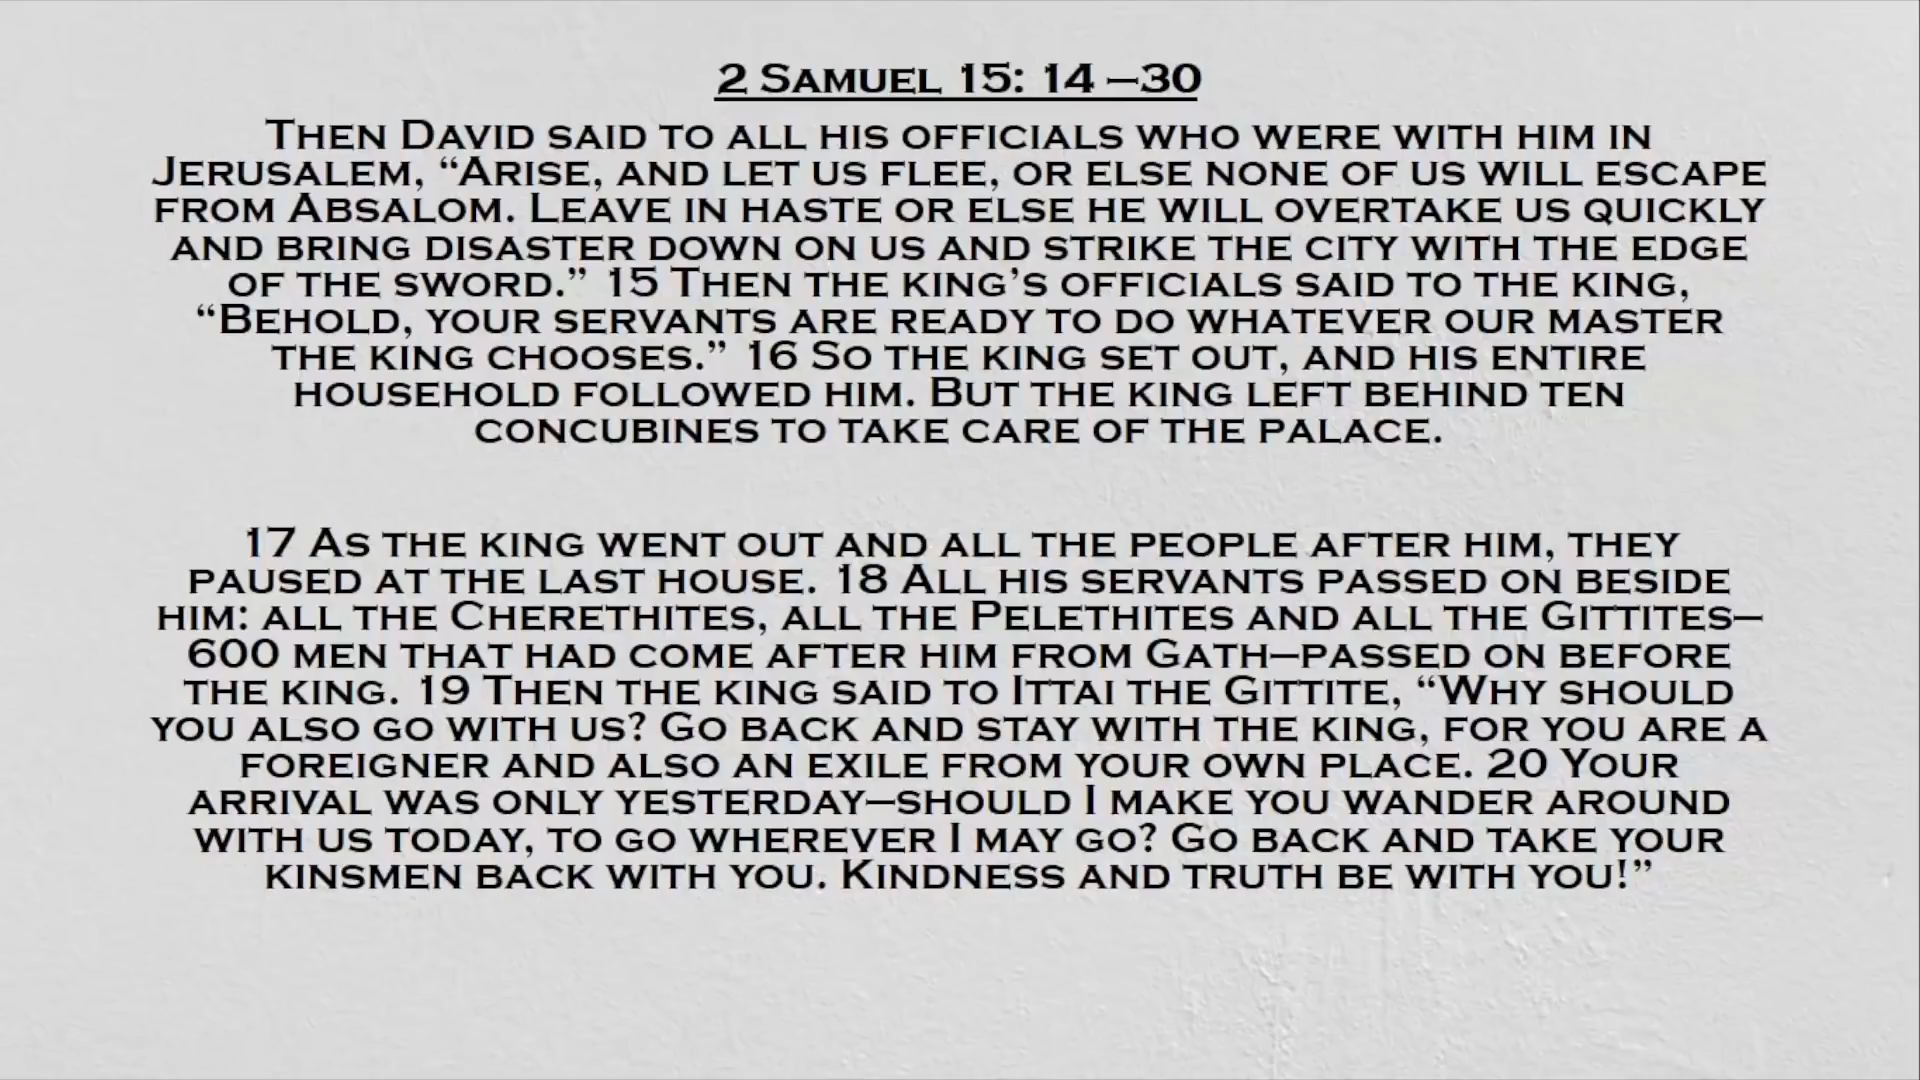 2 Samuel 15: 14 –30
Then David said to all his officials who were with him in
Jerusalem, “Arise, and let us flee, or else none of us will escape
from Absalom. Leave in haste or else he will overtake us quickly
and bring disaster down on us and strike the city with the edge
of the sword.” 15 Then the king’s officials said to the king,
“Behold, your servants are ready to do whatever our master
the king chooses.” 16 So the king set out, and his entire
household followed him. But the king left behind ten
concubines to take care of the palace.
17 As the king went out and all the people after him, they
paused at the last house. 18 All his servants passed on beside
him: all the Cherethites, all the Pelethites and all the Gittites—
600 men that had come after him from Gath—passed on before
the king. 19 Then the king said to Ittai the Gittite, “Why should
you also go with us? Go back and stay with the king, for you are a
foreigner and also an exile from your own place. 20 Your
arrival was only yesterday—should I make you wander around
with us today, to go wherever I may go? Go back and take your
kinsmen back with you. Kindness and truth be with you!”